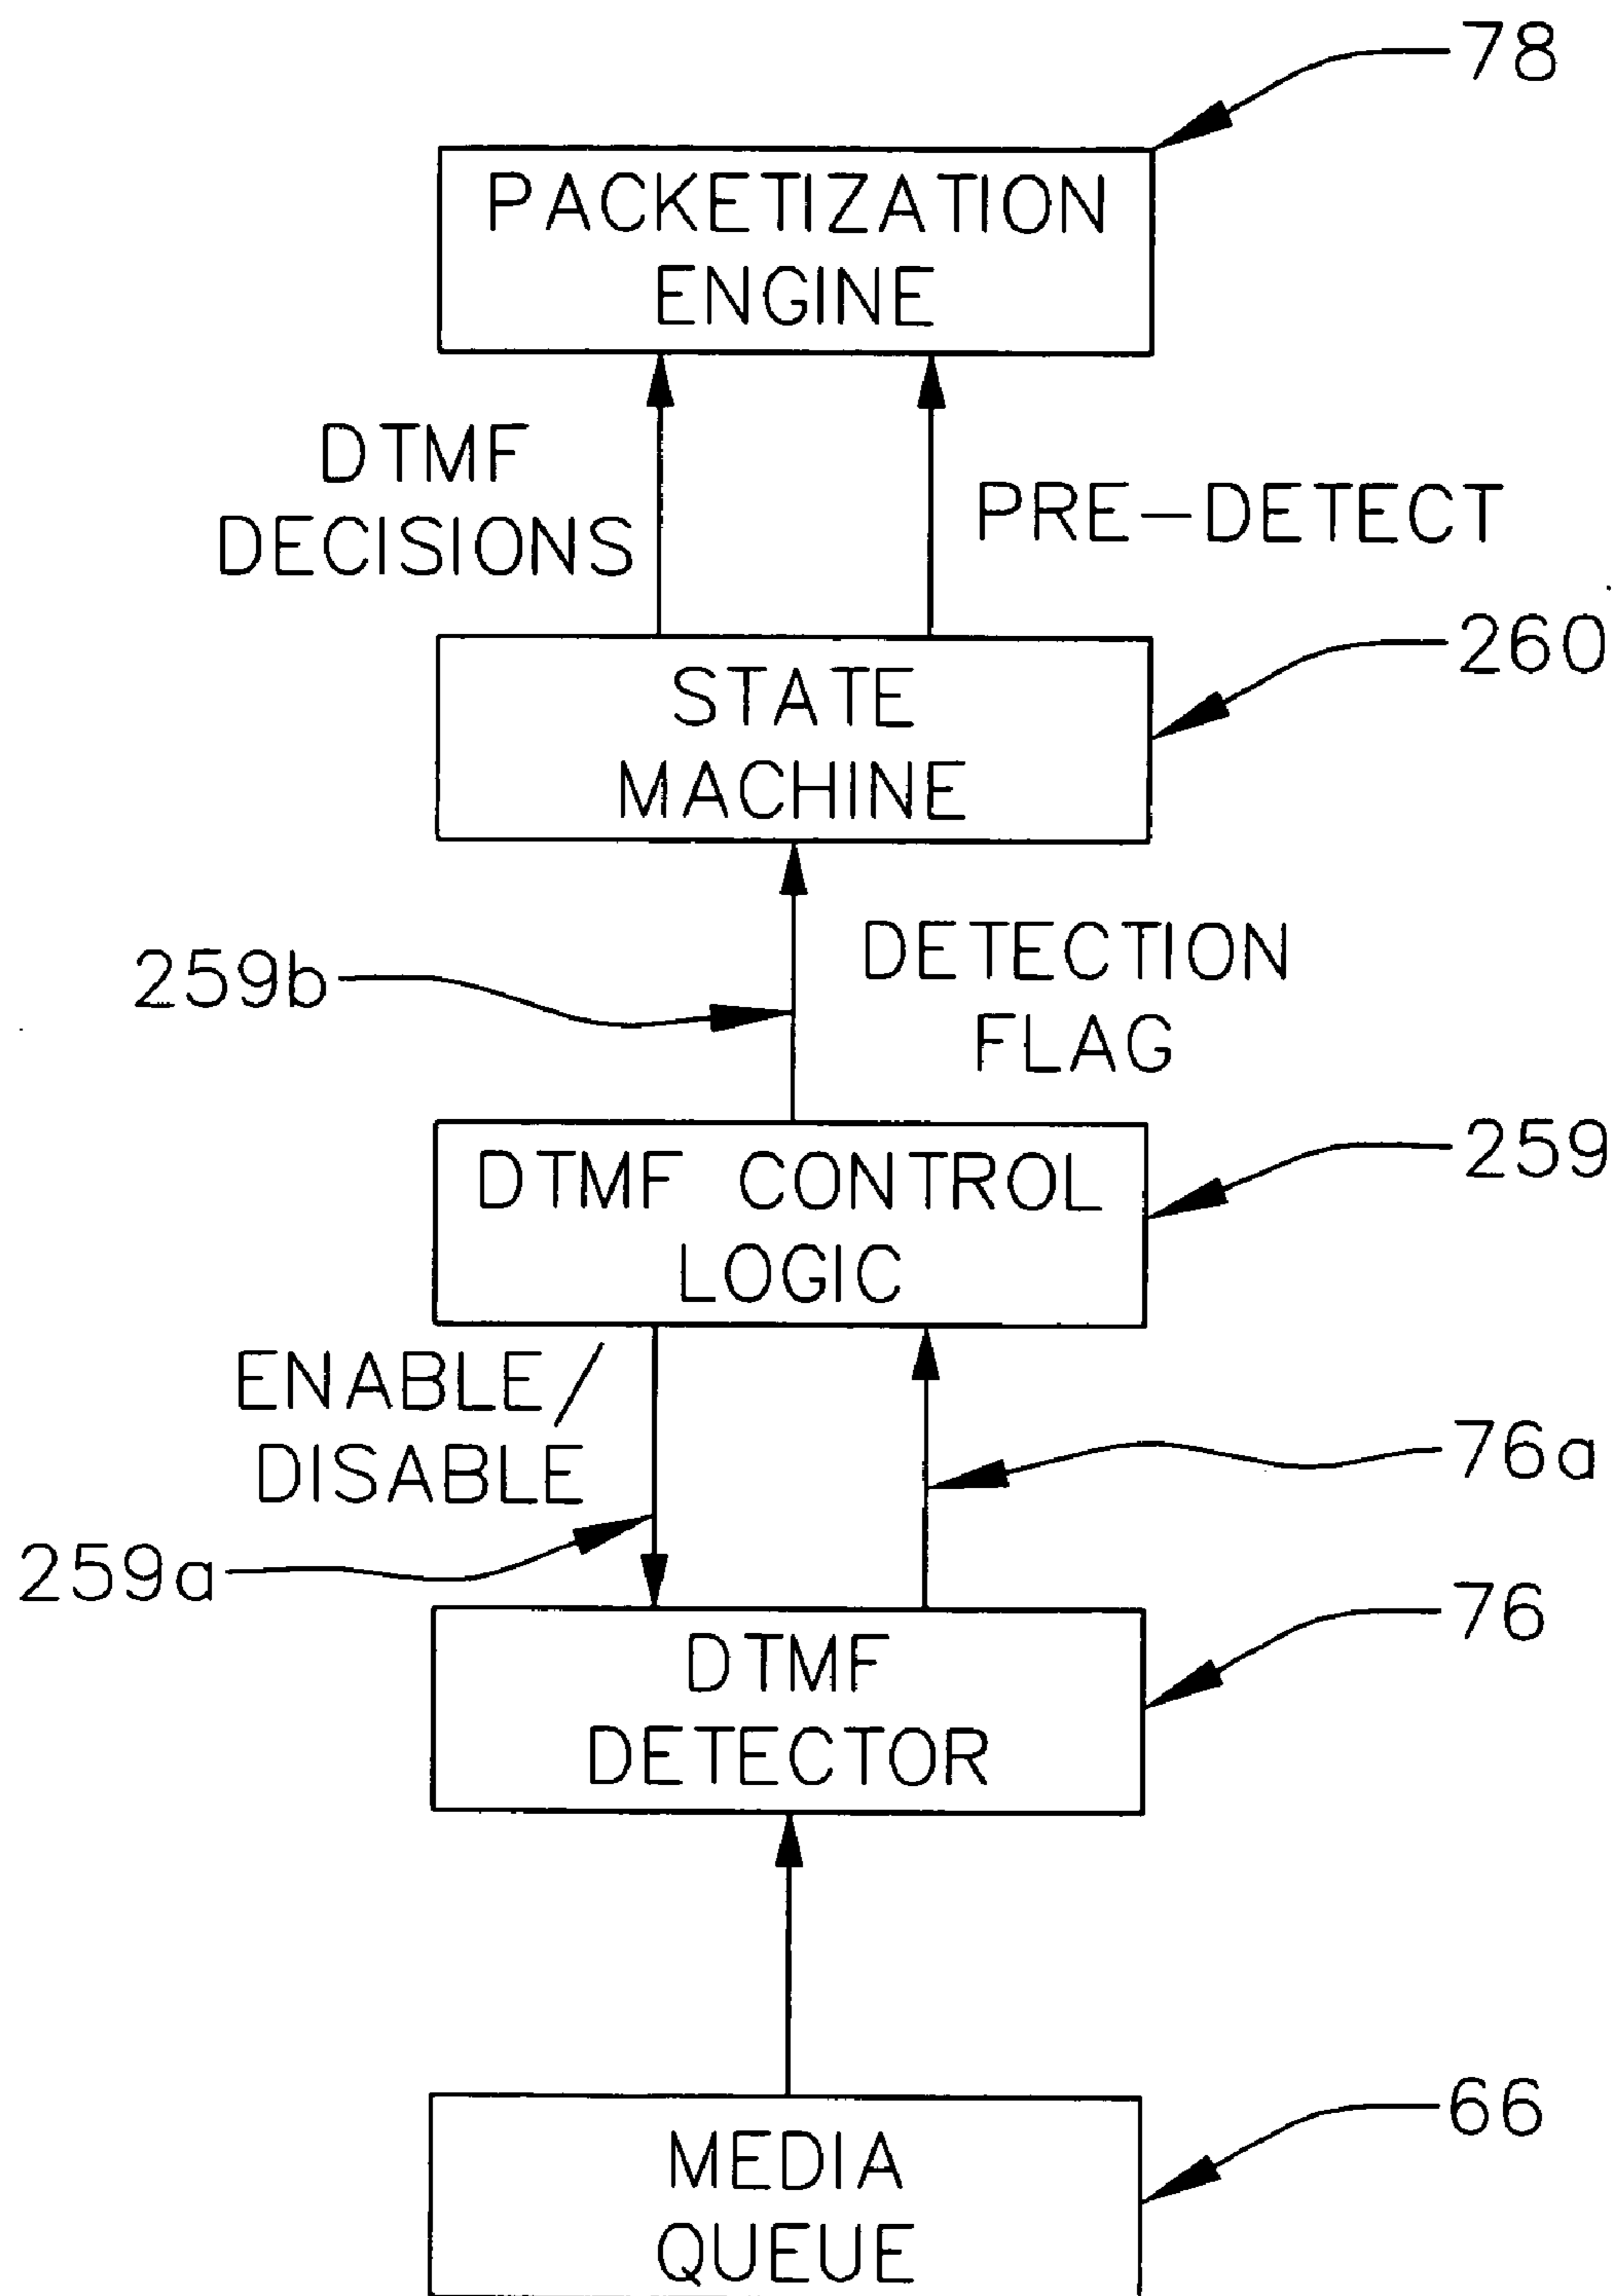 78
PACKETIZATION
ENGINE
DTMF
DECISIONS
PRE-DETECT
260
STATE
MACHINE
259b
DETECTION
FLAG
259
DTMF CONTROL
LOGIC
ENABLE/
DISABLE
76a
259a
76
DTMF
DETECTOR
66
MEDIA
QUEUE